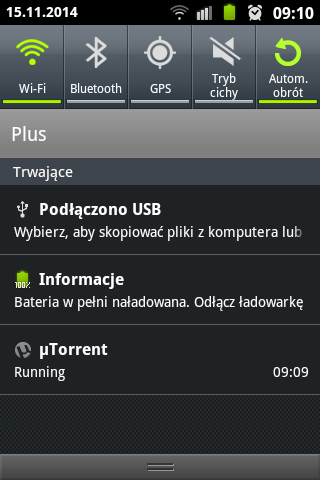 15.11.2014 09:10
Wi-Fi Bluetooth GPS Tryb cichy Autom. obrót
Plus
Trwające
Podłączono USB
Wybierz, aby skopiować pliki z komputera lub
100%
Informacje
Bateria w pełni naładowana. Odłącz ładowarkę
µTorrent
Running 09:09